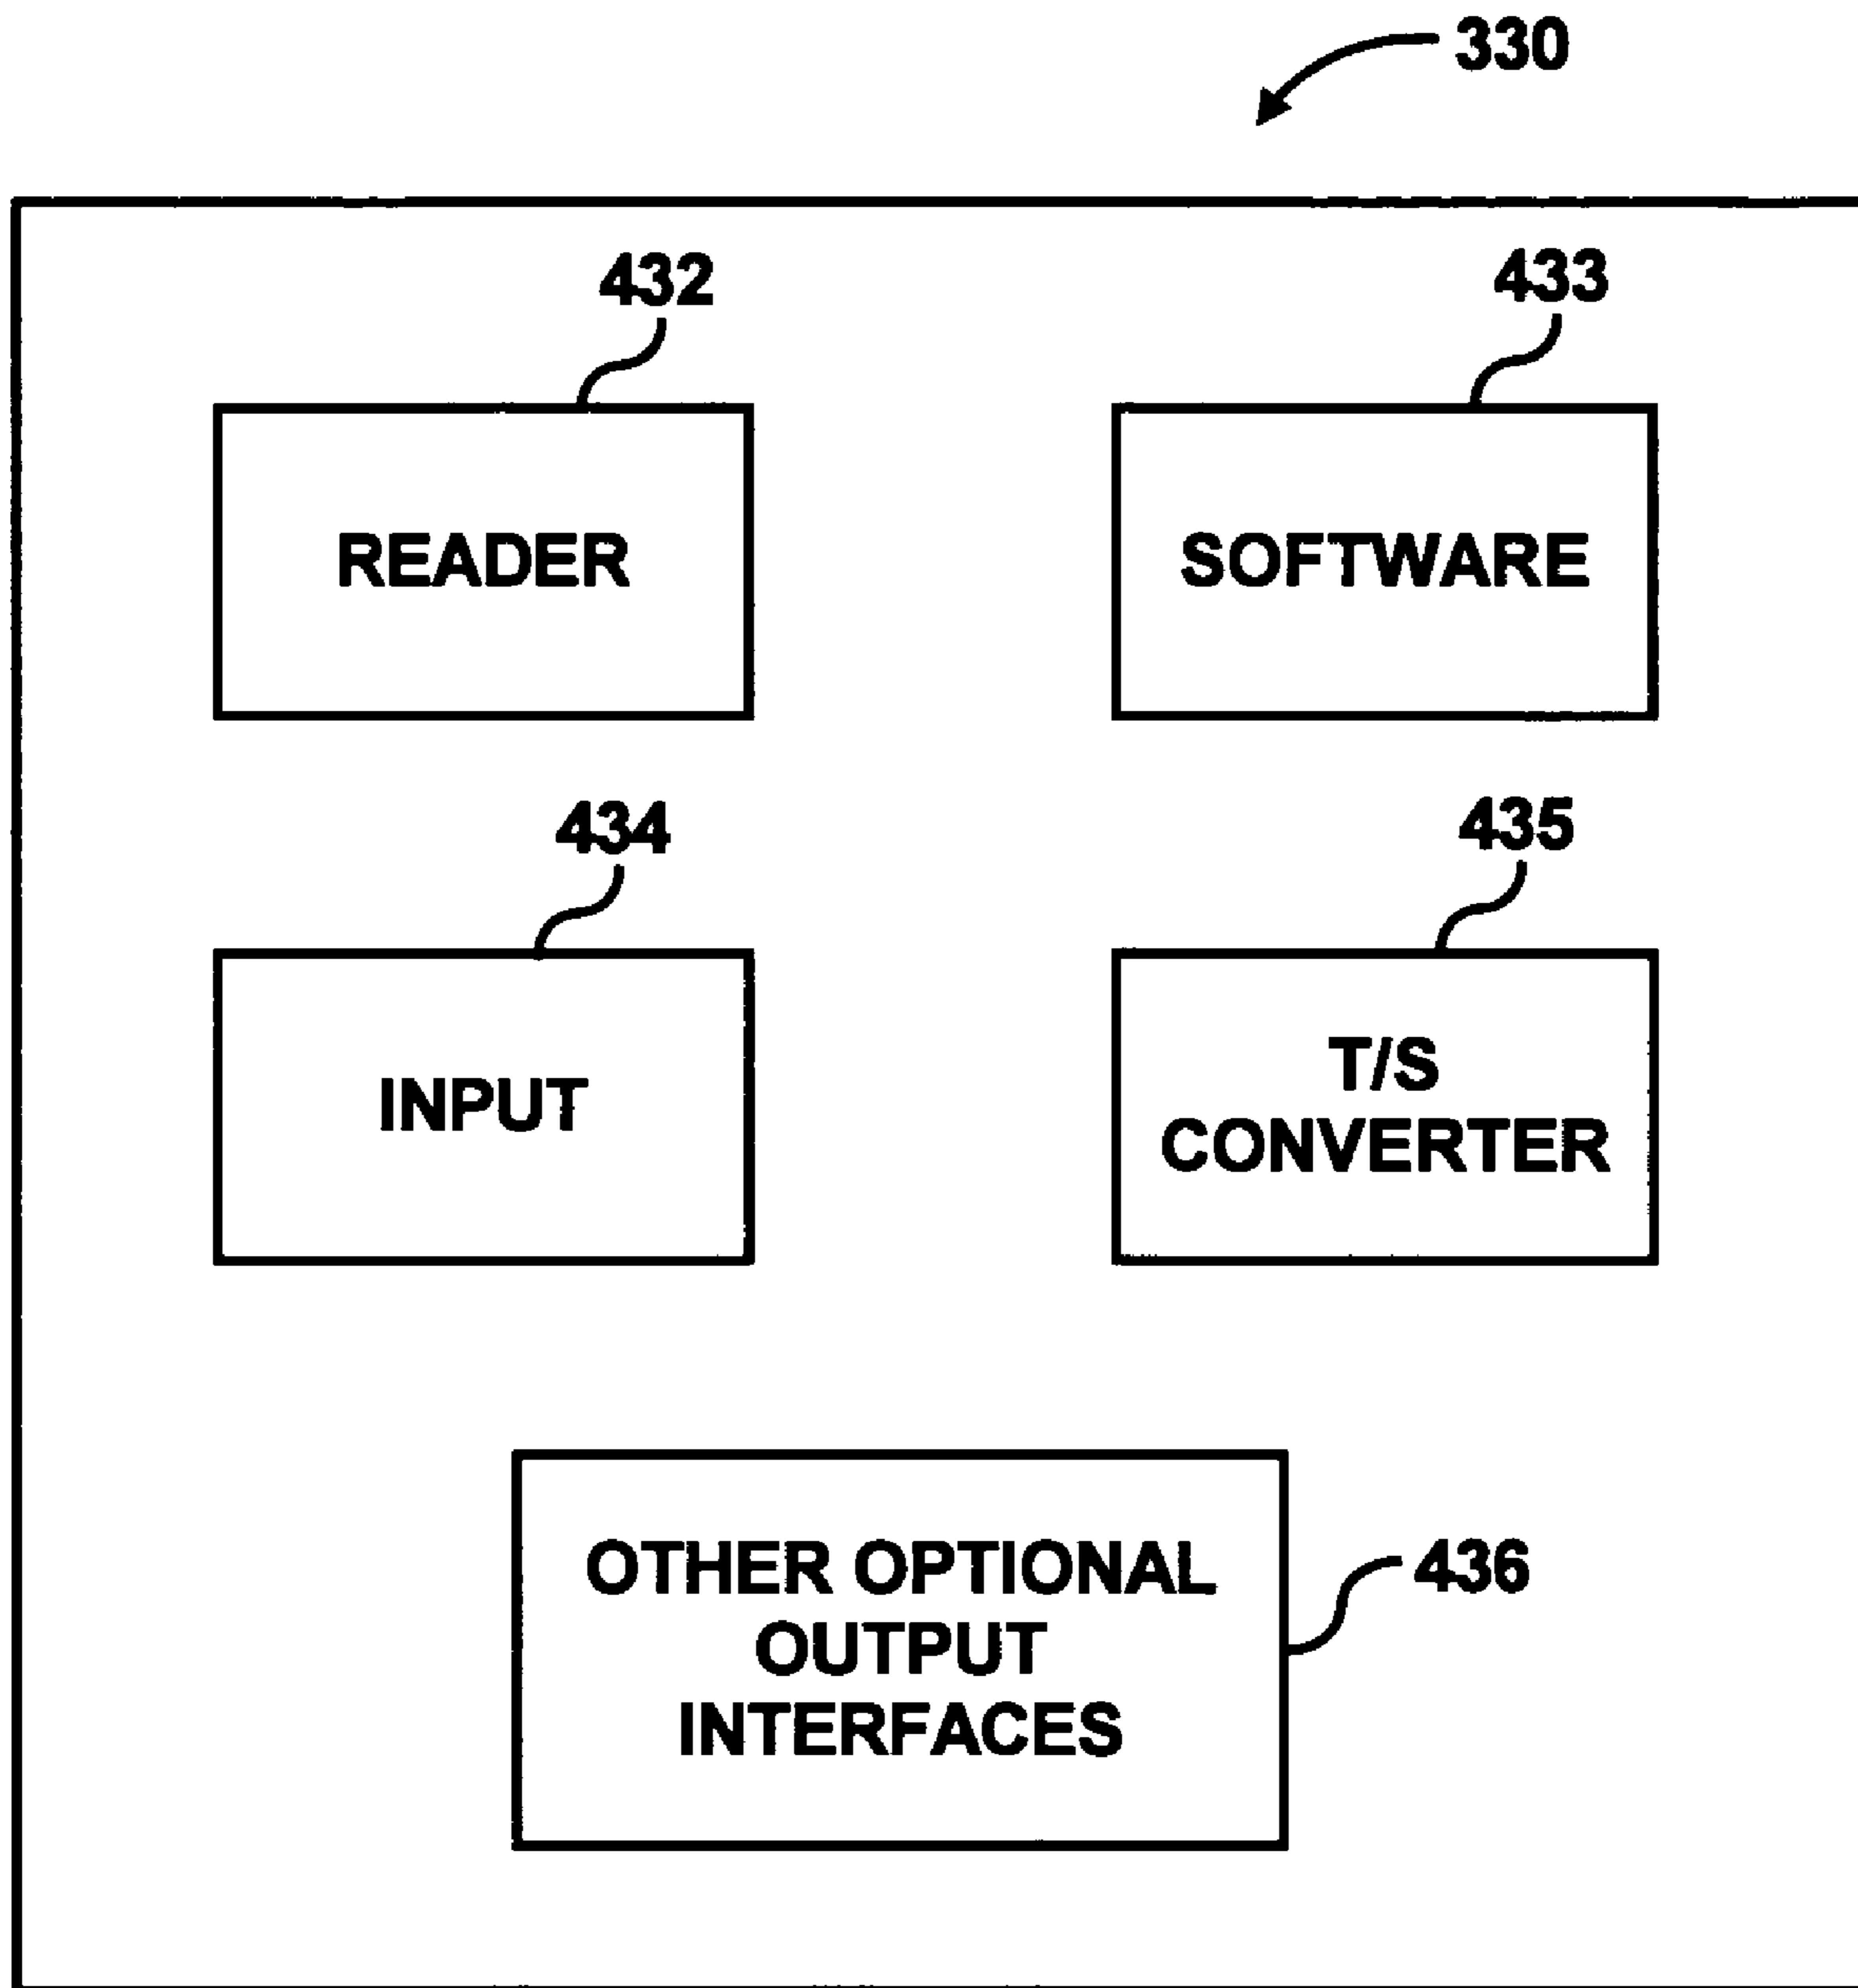 330
432
433
READER
SOFTWARE
434
435
INPUT
T/S
CONVERTER
OTHER OPTIONAL
OUTPUT
INTERFACES
436